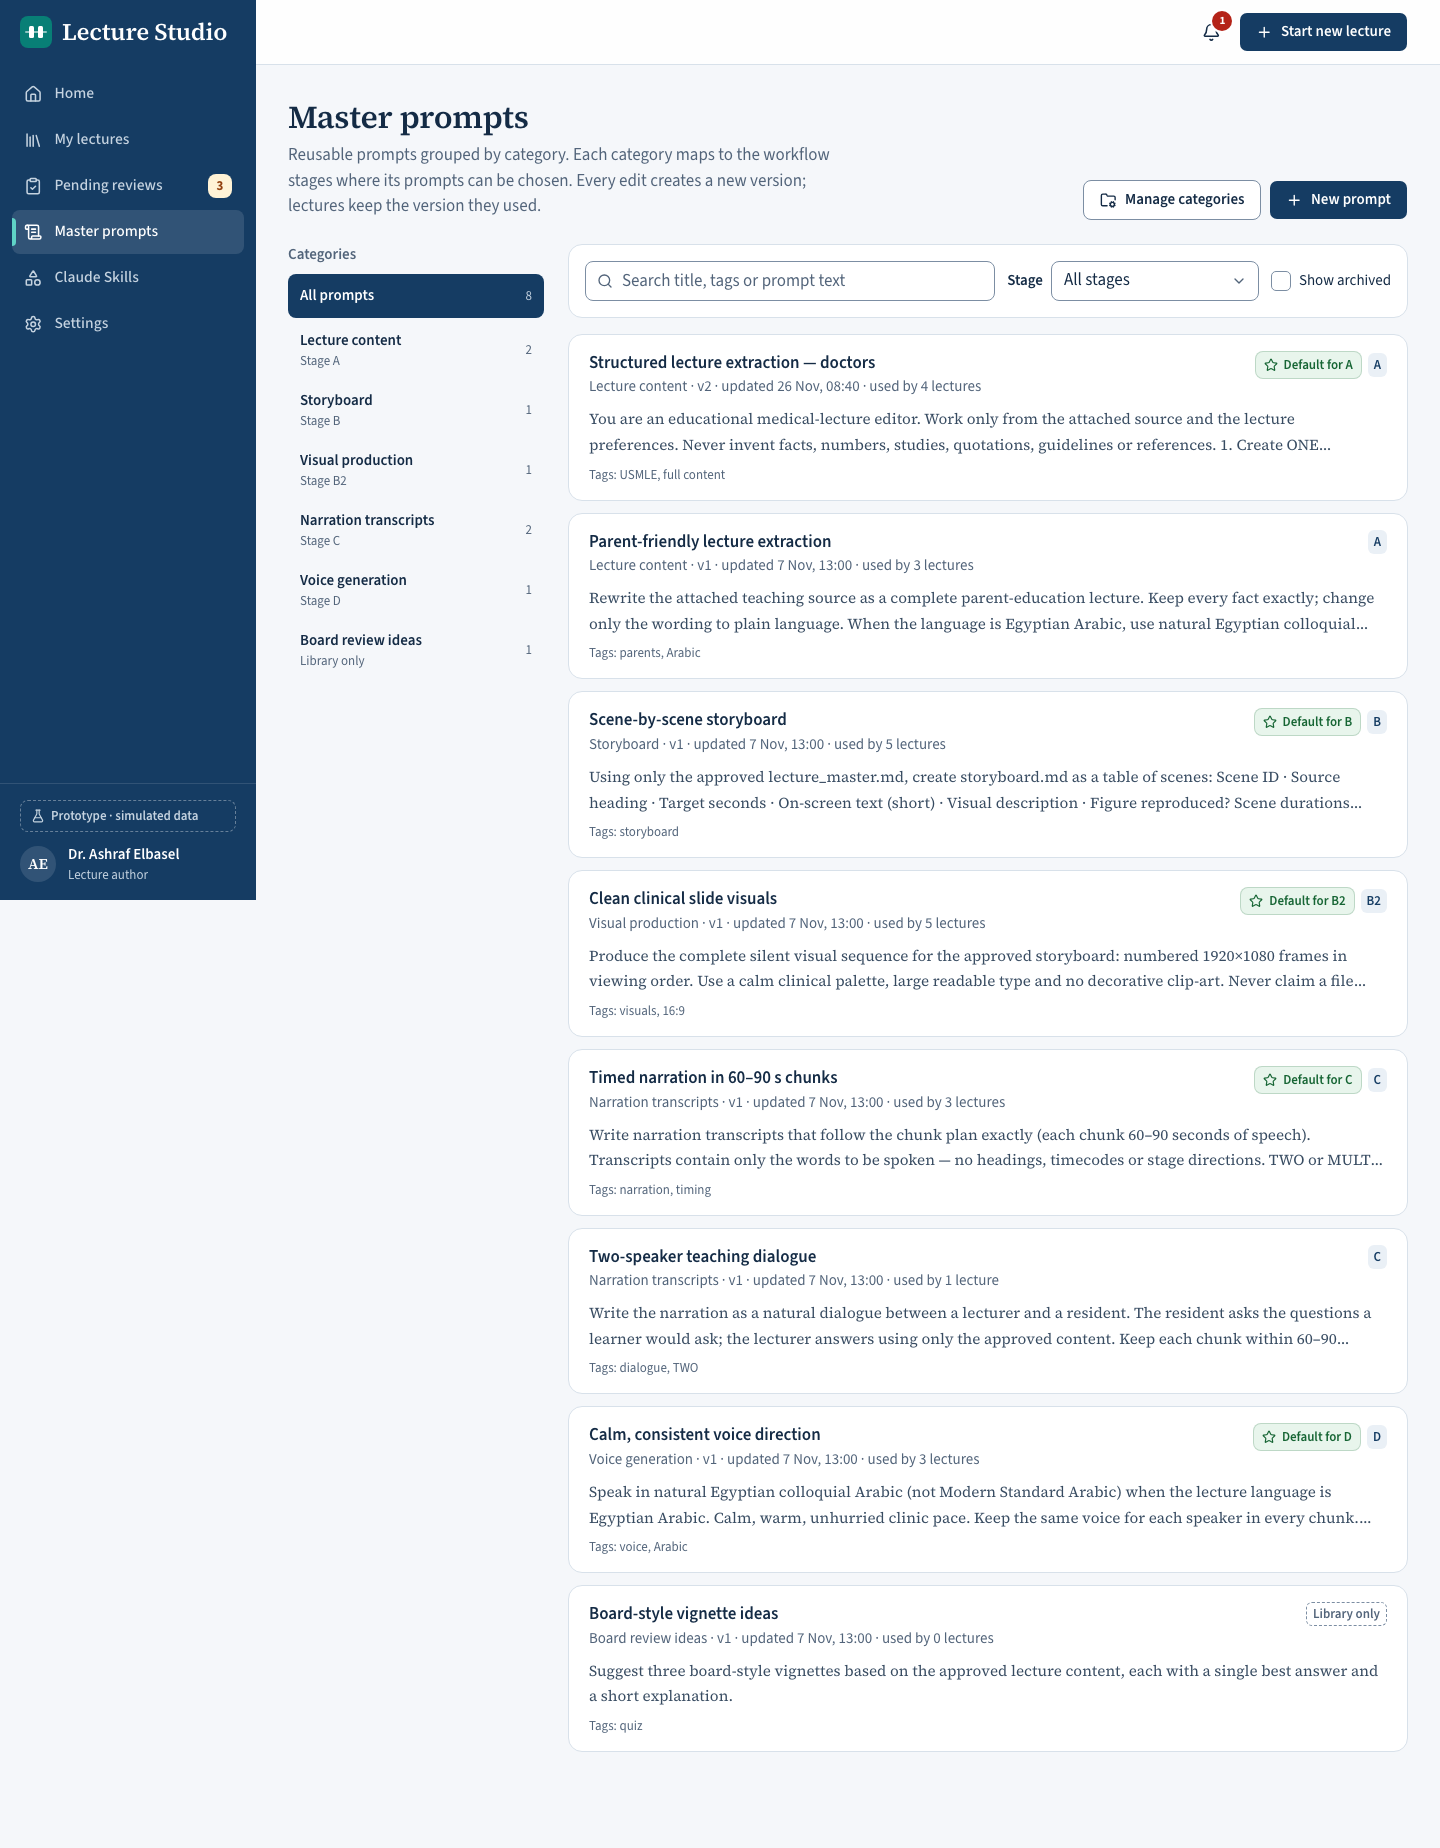 Lecture Studio
Home
My lectures
Pending reviews
3
Master prompts
Claude Skills
Settings
Prototype · simulated data
AE
Dr. Ashraf Elbasel
Lecture author
1
Start new lecture
Master prompts
Reusable prompts grouped by category. Each category maps to the workflow
stages where its prompts can be chosen. Every edit creates a new version;
lectures keep the version they used.
Manage categories
New prompt
Categories
All prompts
8
Lecture content
Stage A
2
Storyboard
Stage B
1
Visual production
Stage B2
1
Narration transcripts
Stage C
2
Voice generation
Stage D
1
Board review ideas
Library only
1
Search title, tags or prompt text
Stage
All stages
Show archived
Structured lecture extraction — doctors
Default for A
A
Lecture content · v2 · updated 26 Nov, 08:40 · used by 4 lectures
You are an educational medical-lecture editor. Work only from the attached source and the lecture
preferences. Never invent facts, numbers, studies, quotations, guidelines or references. 1. Create ONE...
Tags: USMLE, full content
Parent-friendly lecture extraction
A
Lecture content · v1 · updated 7 Nov, 13:00 · used by 3 lectures
Rewrite the attached teaching source as a complete parent-education lecture. Keep every fact exactly; change
only the wording to plain language. When the language is Egyptian Arabic, use natural Egyptian colloquial...
Tags: parents, Arabic
Scene-by-scene storyboard
Default for B
B
Storyboard · v1 · updated 7 Nov, 13:00 · used by 5 lectures
Using only the approved lecture_master.md, create storyboard.md as a table of scenes: Scene ID · Source
heading · Target seconds · On-screen text (short) · Visual description · Figure reproduced? Scene durations...
Tags: storyboard
Clean clinical slide visuals
Default for B2
B2
Visual production · v1 · updated 7 Nov, 13:00 · used by 5 lectures
Produce the complete silent visual sequence for the approved storyboard: numbered 1920×1080 frames in
viewing order. Use a calm clinical palette, large readable type and no decorative clip-art. Never claim a file...
Tags: visuals, 16:9
Timed narration in 60–90 s chunks
Default for C
C
Narration transcripts · v1 · updated 7 Nov, 13:00 · used by 3 lectures
Write narration transcripts that follow the chunk plan exactly (each chunk 60–90 seconds of speech).
Transcripts contain only the words to be spoken — no headings, timecodes or stage directions. TWO or MULT...
Tags: narration, timing
Two-speaker teaching dialogue
C
Narration transcripts · v1 · updated 7 Nov, 13:00 · used by 1 lecture
Write the narration as a natural dialogue between a lecturer and a resident. The resident asks the questions a
learner would ask; the lecturer answers using only the approved content. Keep each chunk within 60–90...
Tags: dialogue, TWO
Calm, consistent voice direction
Default for D
D
Voice generation · v1 · updated 7 Nov, 13:00 · used by 3 lectures
Speak in natural Egyptian colloquial Arabic (not Modern Standard Arabic) when the lecture language is
Egyptian Arabic. Calm, warm, unhurried clinic pace. Keep the same voice for each speaker in every chunk....
Tags: voice, Arabic
Board-style vignette ideas
Library only
Board review ideas · v1 · updated 7 Nov, 13:00 · used by 0 lectures
Suggest three board-style vignettes based on the approved lecture content, each with a single best answer and
a short explanation.
Tags: quiz